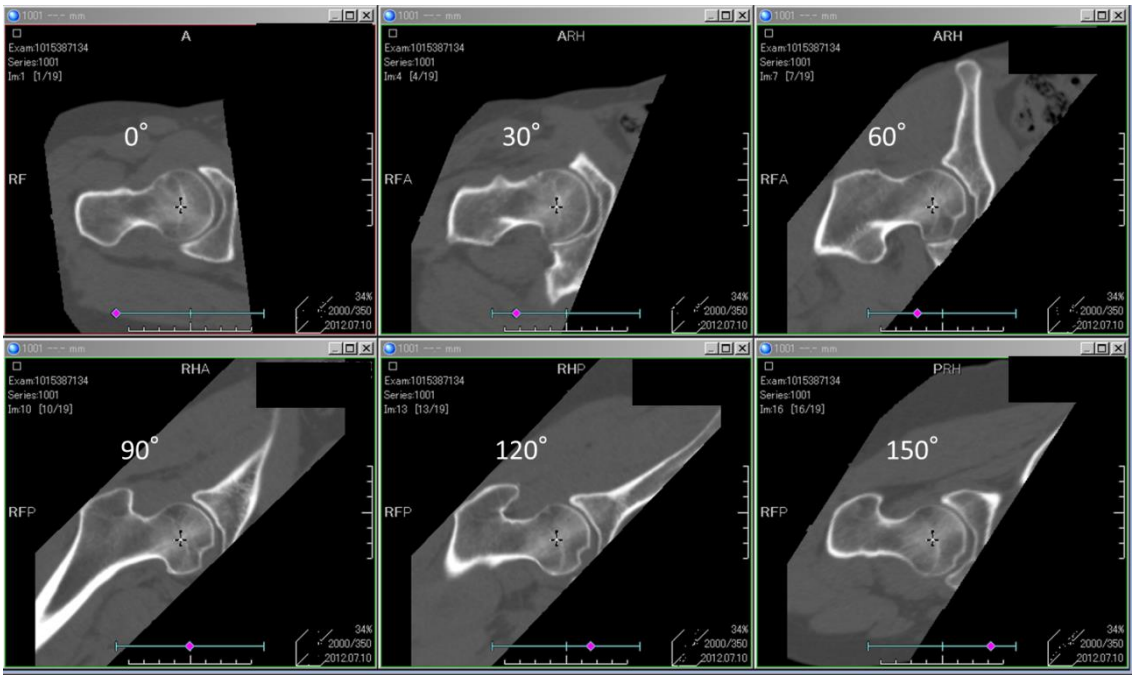 1001 --.- mm
A
Exam:1015387134
Series:1001
Im:1 [1/19]
0°
RF
34%
2000/350
2012.07.10
1001 --.- mm
ARH
Exam:1015387134
Series:1001
Im:4 [4/19]
30°
RFA
34%
2000/350
2012.07.10
1001 --.- mm
ARH
Exam:1015387134
Series:1001
Im:7 [7/19]
60°
RFA
34%
2000/350
2012.07.10
1001 --.- mm
RHA
Exam:1015387134
Series:1001
Im:10 [10/19]
90°
RFP
34%
2000/350
2012.07.10
1001 --.- mm
RHP
Exam:1015387134
Series:1001
Im:13 [13/19]
120°
RFP
34%
2000/350
2012.07.10
1001 --.- mm
PRH
Exam:1015387134
Series:1001
Im:16 [16/19]
150°
RFP
34%
2000/350
2012.07.10